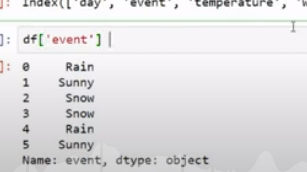 ]: Index(['day', 'event', 'temperature', 'w
]: df['event']
]: 0 Rain
1 Sunny
2 Snow
3 Snow
4 Rain
5 Sunny
Name: event, dtype: object